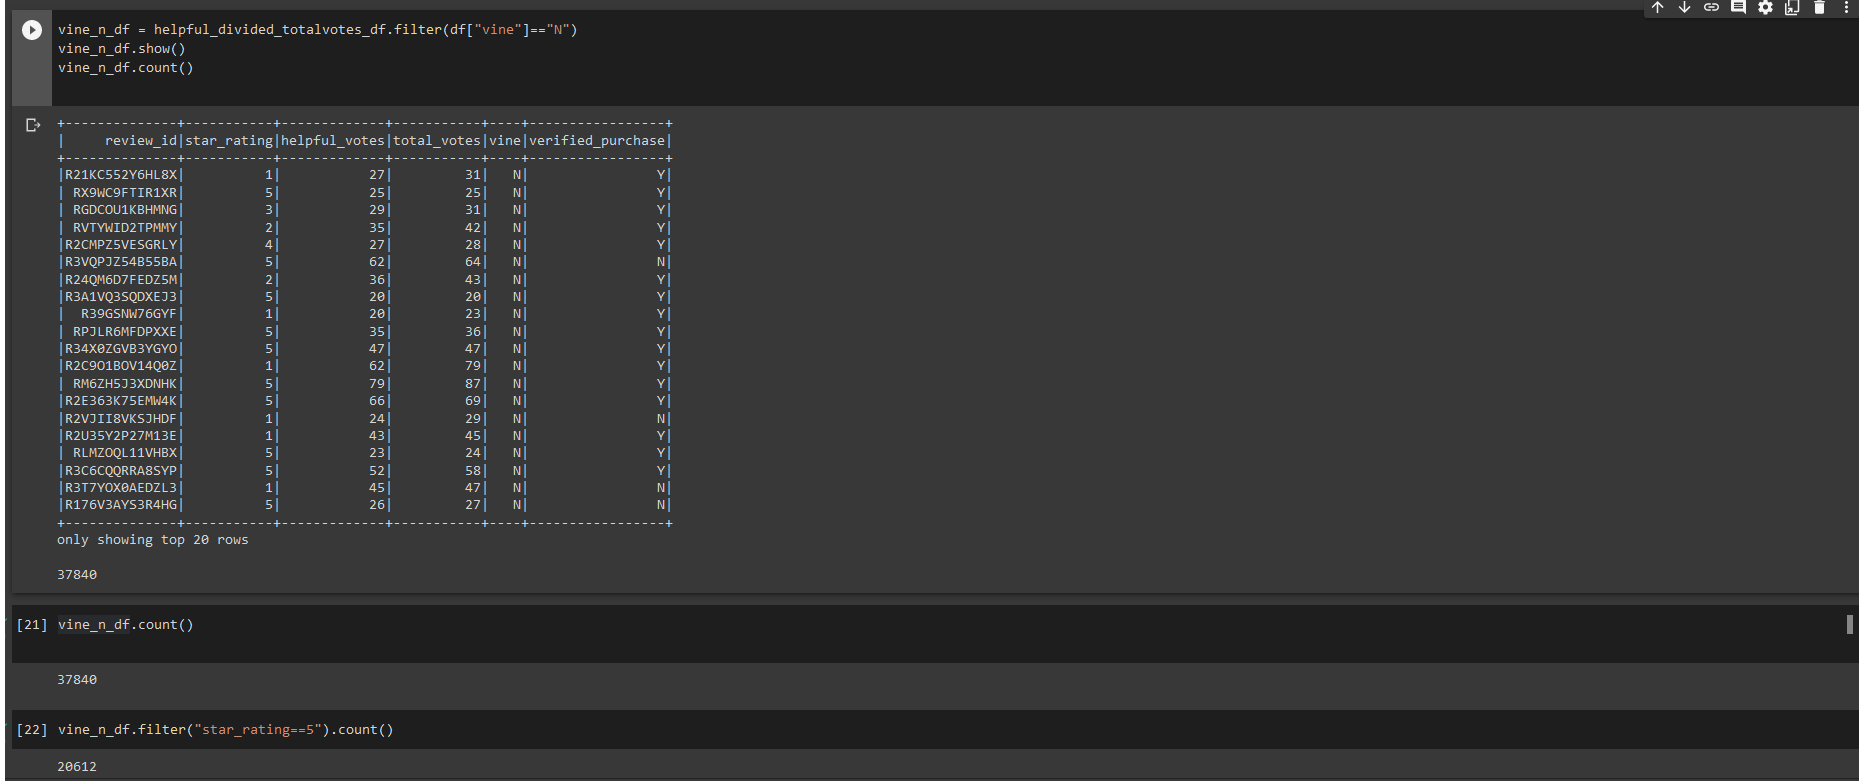 vine_n_df = helpful_divided_totalvotes_df.filter(df["vine"]=="N")
vine_n_df.show()
vine_n_df.count()
+--------------+-----------+-------------+-----------+----+-----------------+
|     review_id|star_rating|helpful_votes|total_votes|vine|verified_purchase|
+--------------+-----------+-------------+-----------+----+-----------------+
|R21KC552Y6HL8X|          1|           27|         31|   N|                Y|
| RX9WC9FTIR1XR|          5|           25|         25|   N|                Y|
| RGDCOU1KBHMNG|          3|           29|         31|   N|                Y|
| RVTYWID2TPMMY|          2|           35|         42|   N|                Y|
|R2CMPZ5VESGRLY|          4|           27|         28|   N|                Y|
|R3VQPJZ54B55BA|          5|           62|         64|   N|                N|
|R24QM6D7FEDZ5M|          2|           36|         43|   N|                Y|
|R3A1VQ3SQDXEJ3|          5|           20|         20|   N|                Y|
|  R39GSNW76GYF|          1|           20|         23|   N|                Y|
| RPJLR6MFDPXXE|          5|           35|         36|   N|                Y|
|R34X0ZGVB3YGYO|          5|           47|         47|   N|                Y|
|R2C9O1BOV14Q0Z|          1|           62|         79|   N|                Y|
| RM6ZH5J3XDNHK|          5|           79|         87|   N|                Y|
|R2E363K75EMW4K|          5|           66|         69|   N|                Y|
|R2VJII8VKSJHDF|          1|           24|         29|   N|                N|
|R2U35Y2P27M13E|          1|           43|         45|   N|                Y|
| RLMZOQL11VHBX|          5|           23|         24|   N|                Y|
|R3C6CQQRRA8SYP|          5|           52|         58|   N|                Y|
|R3T7YOX0AEDZL3|          1|           45|         47|   N|                N|
|R176V3AYS3R4HG|          5|           26|         27|   N|                N|
+--------------+-----------+-------------+-----------+----+-----------------+
only showing top 20 rows
37840
[21] vine_n_df.count()
37840
[22] vine_n_df.filter("star_rating==5").count()
20612